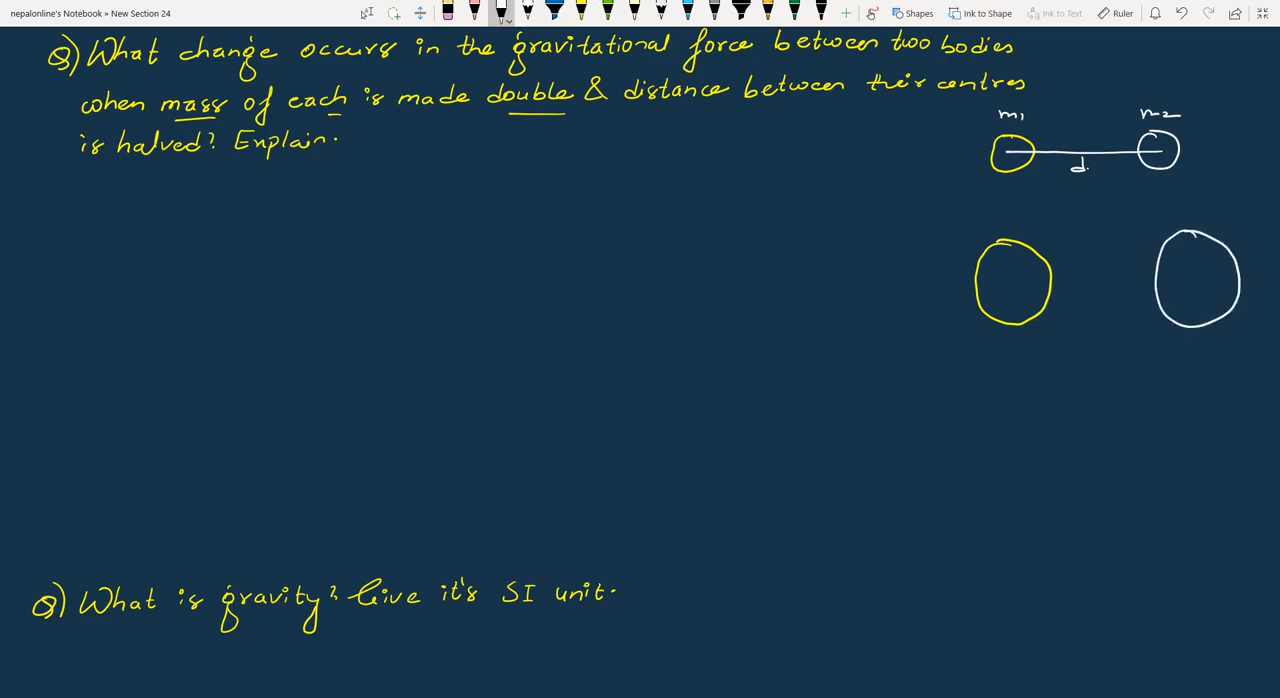 nepalonline's Notebook » New Section 24
Shapes
Ink to Shape
Ink to Text
Ruler
Q) What change occurs in the gravitational force between two bodies
when mass of each is made double & distance between their centres
is halved? Explain.
m1 m2
d
Q) What is gravity? Give it's SI unit.